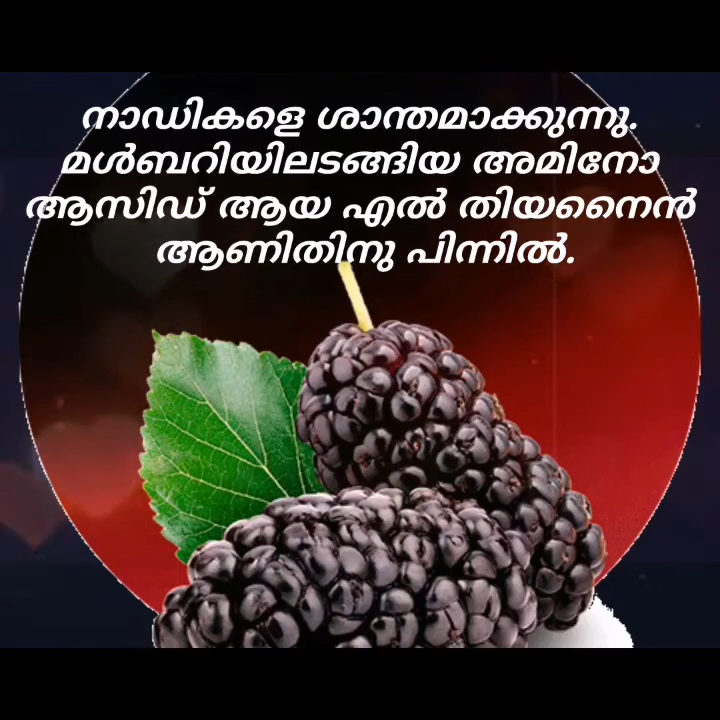 നാഡികളെ ശാന്തമാക്കുന്നു.
മൾബറിയിലടങ്ങിയ അമിനോ
ആസിഡ് ആയ എൽ തിയനൈൻ
ആണിതിനു പിന്നിൽ.